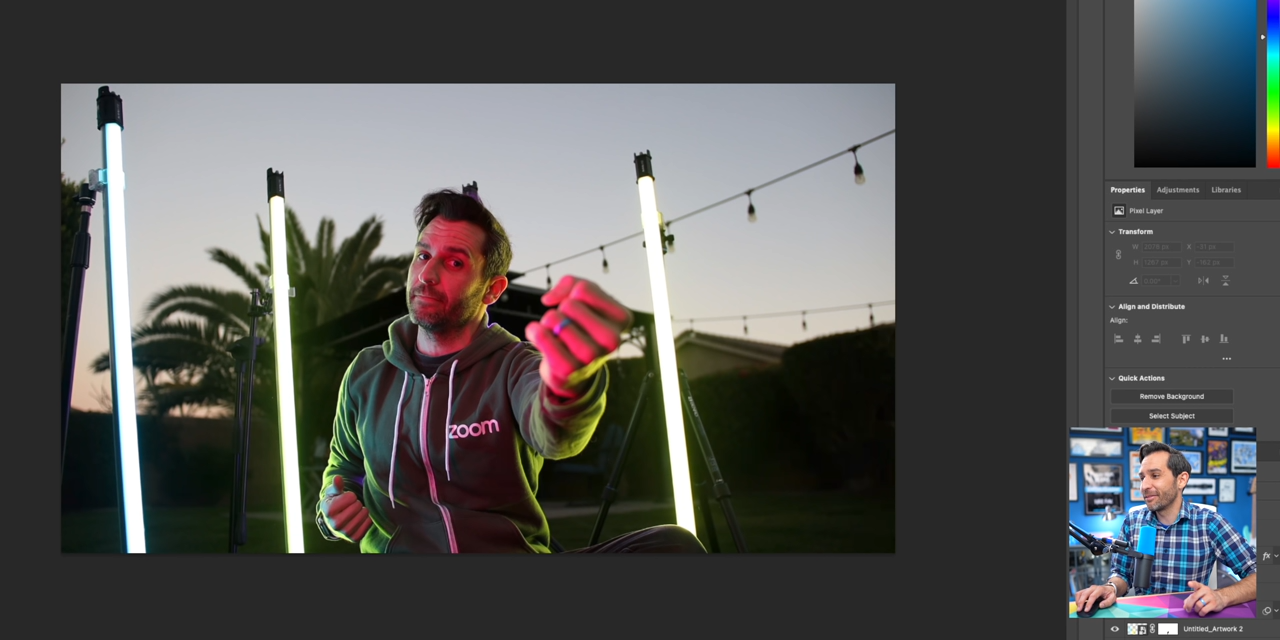 zoom
Properties Adjustments Libraries
Pixel Layer
Transform
W X
H Y
Align and Distribute
Align:
Quick Actions
Remove Background
Select Subject
fx
Untitled_Artwork 2